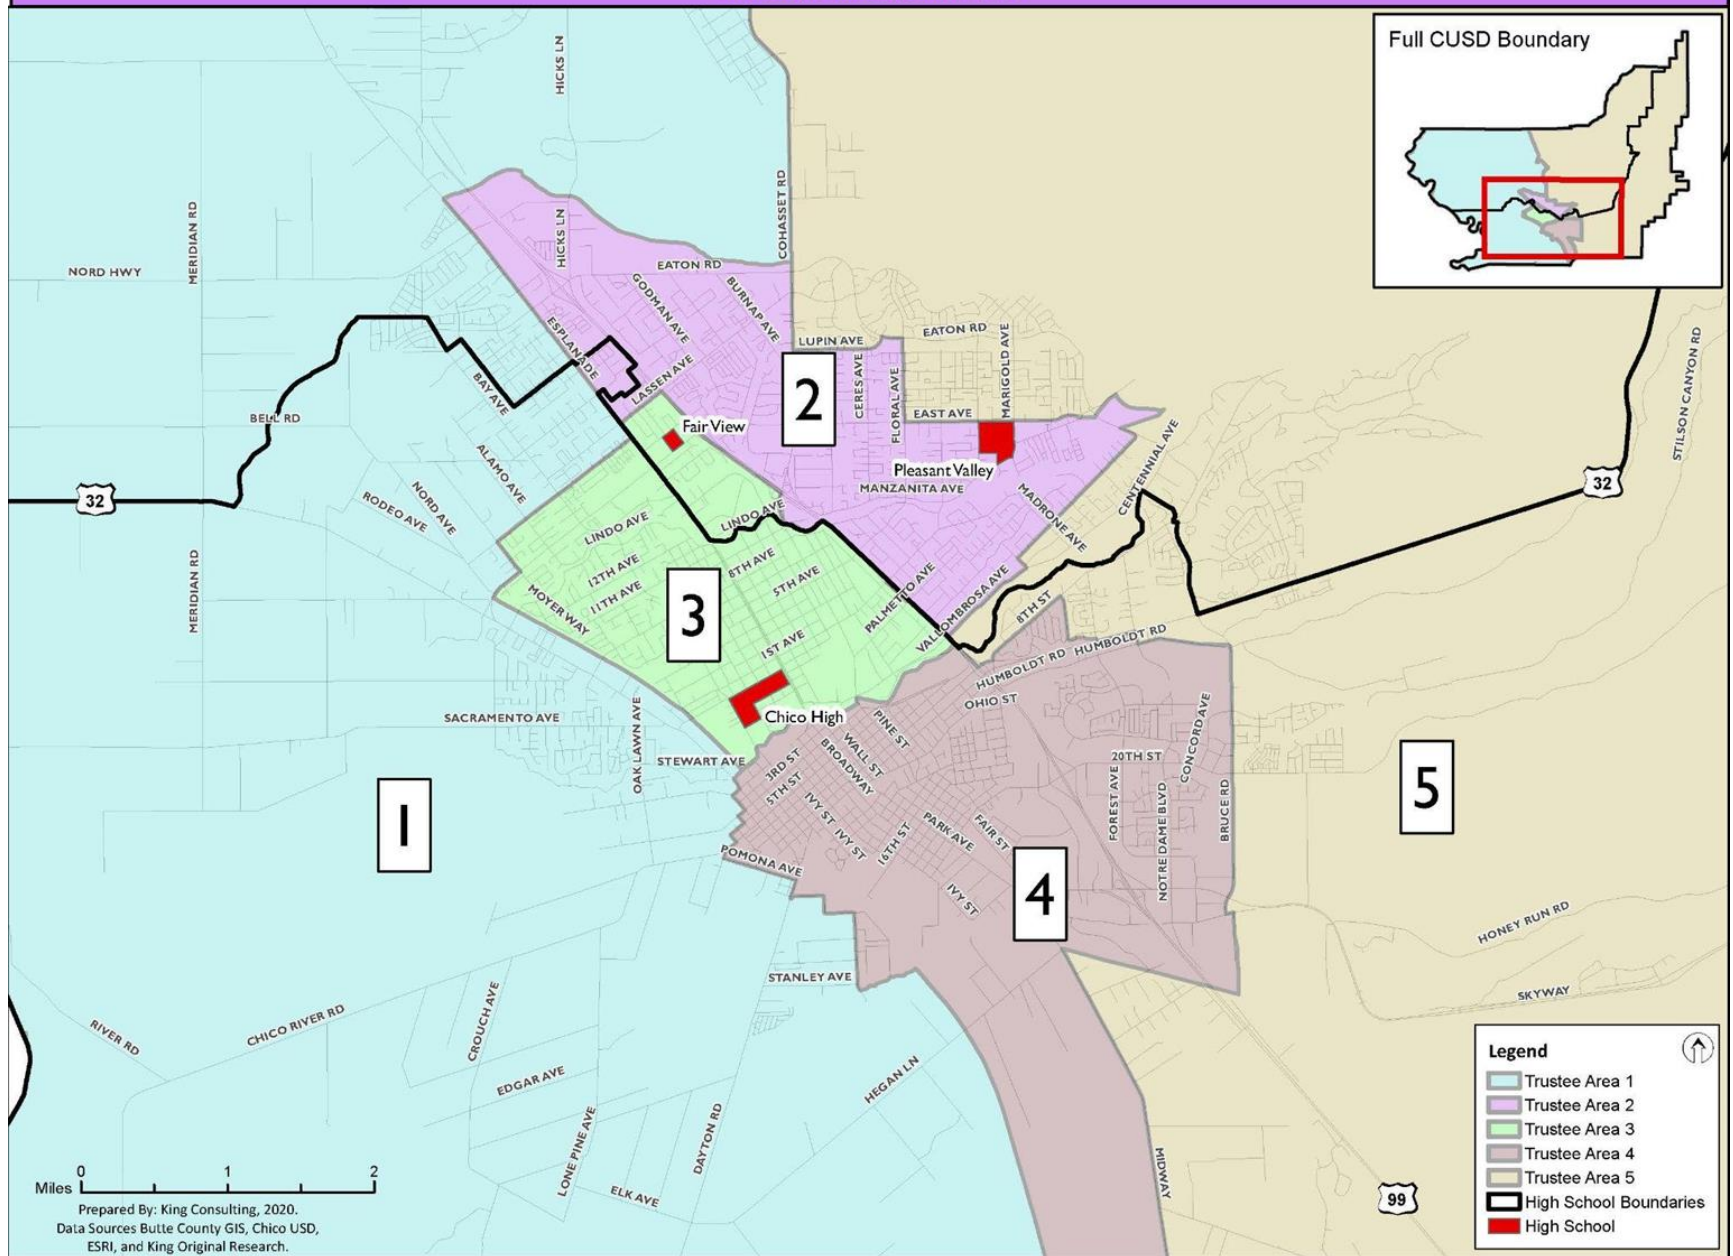 Full CUSD Boundary
HICKS LN
COHASSET RD
MERIDIAN RD
HICKS LN
NORD HWY
EATON RD
GODMAN AVE
BURNAP AVE
ESPLANADE
LUPIN AVE
EATON RD
MARIGOLD AVE
STILSON CANYON RD
LASSEN AVE
CERES AVE
FLORAL AVE
2
BAY AVE
BELL RD
EAST AVE
Fair View
Pleasant Valley
CENTENNIAL AVE
ALAMO AVE
MANZANITA AVE
32
32
RODEO AVE
NORD AVE
MADRONE AVE
LINDO AVE
LINDO AVE
MERIDIAN RD
12TH AVE
8TH AVE
5TH AVE
11TH AVE
MOYER WAY
3
PALMETTO AVE
VALLOMBROSA AVE
8TH ST
1ST AVE
HUMBOLDT RD
HUMBOLDT RD
OHIO ST
SACRAMENTO AVE
OAK LAWN AVE
Chico High
PINE ST
CONCORD AVE
STEWART AVE
WALL ST
BROADWAY
3RD ST
5TH ST
20TH ST
FOREST AVE
NOTRE DAME BLVD
BRUCE RD
5
1
IVY ST
IVY ST
16TH ST
PARK AVE
FAIR ST
POMONA AVE
4
IVY ST
HONEY RUN RD
STANLEY AVE
SKYWAY
RIVER RD
CHICO RIVER RD
CROUCH AVE
EDGAR AVE
HEGAN LN
LONE PINE AVE
DAYTON RD
ELK AVE
MIDWAY
99
0 1 2
Miles
Prepared By: King Consulting, 2020.
Data Sources Butte County GIS, Chico USD,
ESRI, and King Original Research.
Legend
Trustee Area 1
Trustee Area 2
Trustee Area 3
Trustee Area 4
Trustee Area 5
High School Boundaries
High School